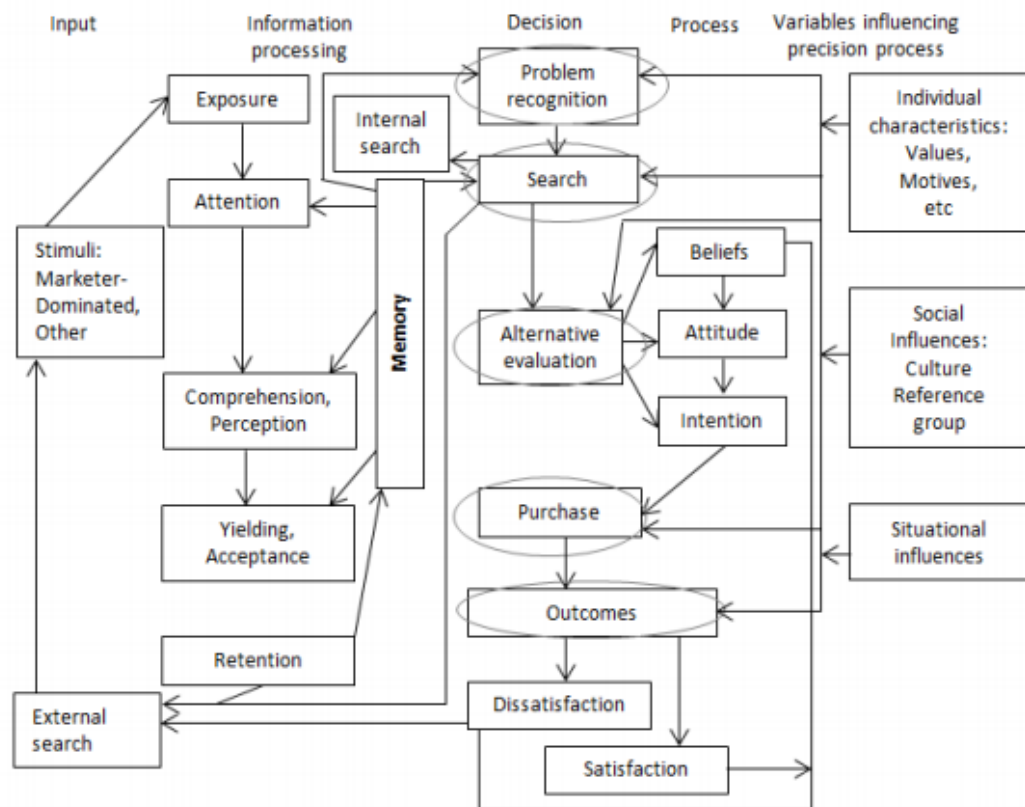 Input
Information
processing
Decision
Process
Variables influencing
precision process
Exposure
Attention
Stimuli:
Marketer-
Dominated,
Other
Comprehension,
Perception
Yielding,
Acceptance
Retention
External
search
Internal
search
Memory
Problem
recognition
Search
Alternative
evaluation
Beliefs
Attitude
Intention
Purchase
Outcomes
Dissatisfaction
Satisfaction
Individual
characteristics:
Values,
Motives,
etc
Social
Influences:
Culture
Reference
group
Situational
influences